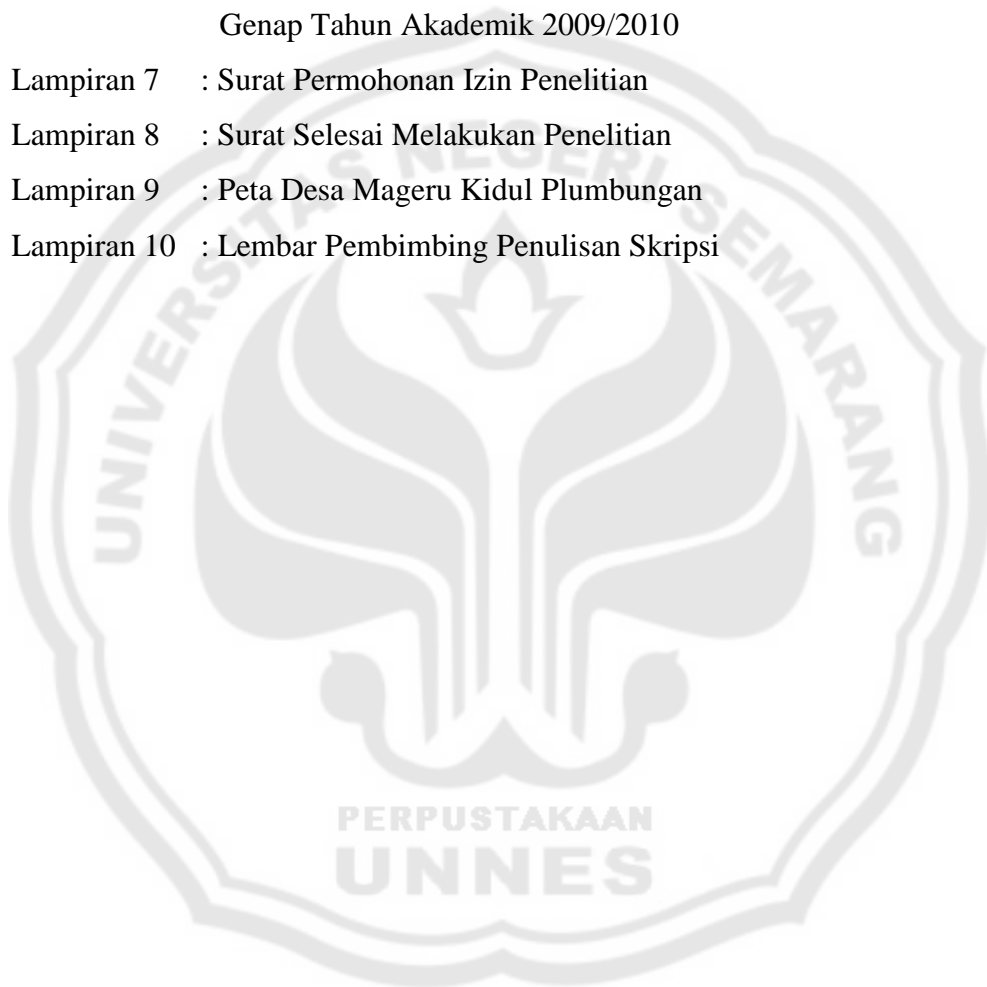 Genap Tahun Akademik 2009/2010
Lampiran 7 : Surat Permohonan Izin Penelitian
Lampiran 8 : Surat Selesai Melakukan Penelitian
Lampiran 9 : Peta Desa Mageru Kidul Plumbungan
Lampiran 10 : Lembar Pembimbing Penulisan Skripsi
UNIVERSITAS NEGERI SEMARANG
PERPUSTAKAAN
UNNES